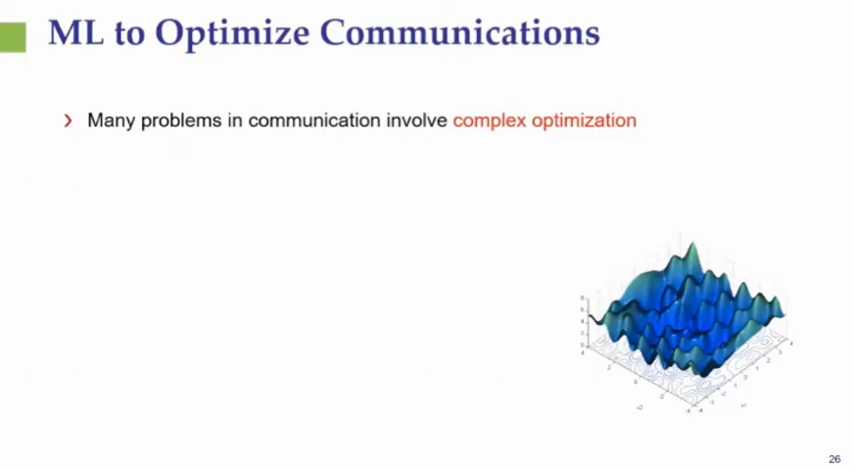 ML to Optimize Communications
› Many problems in communication involve complex optimization
26